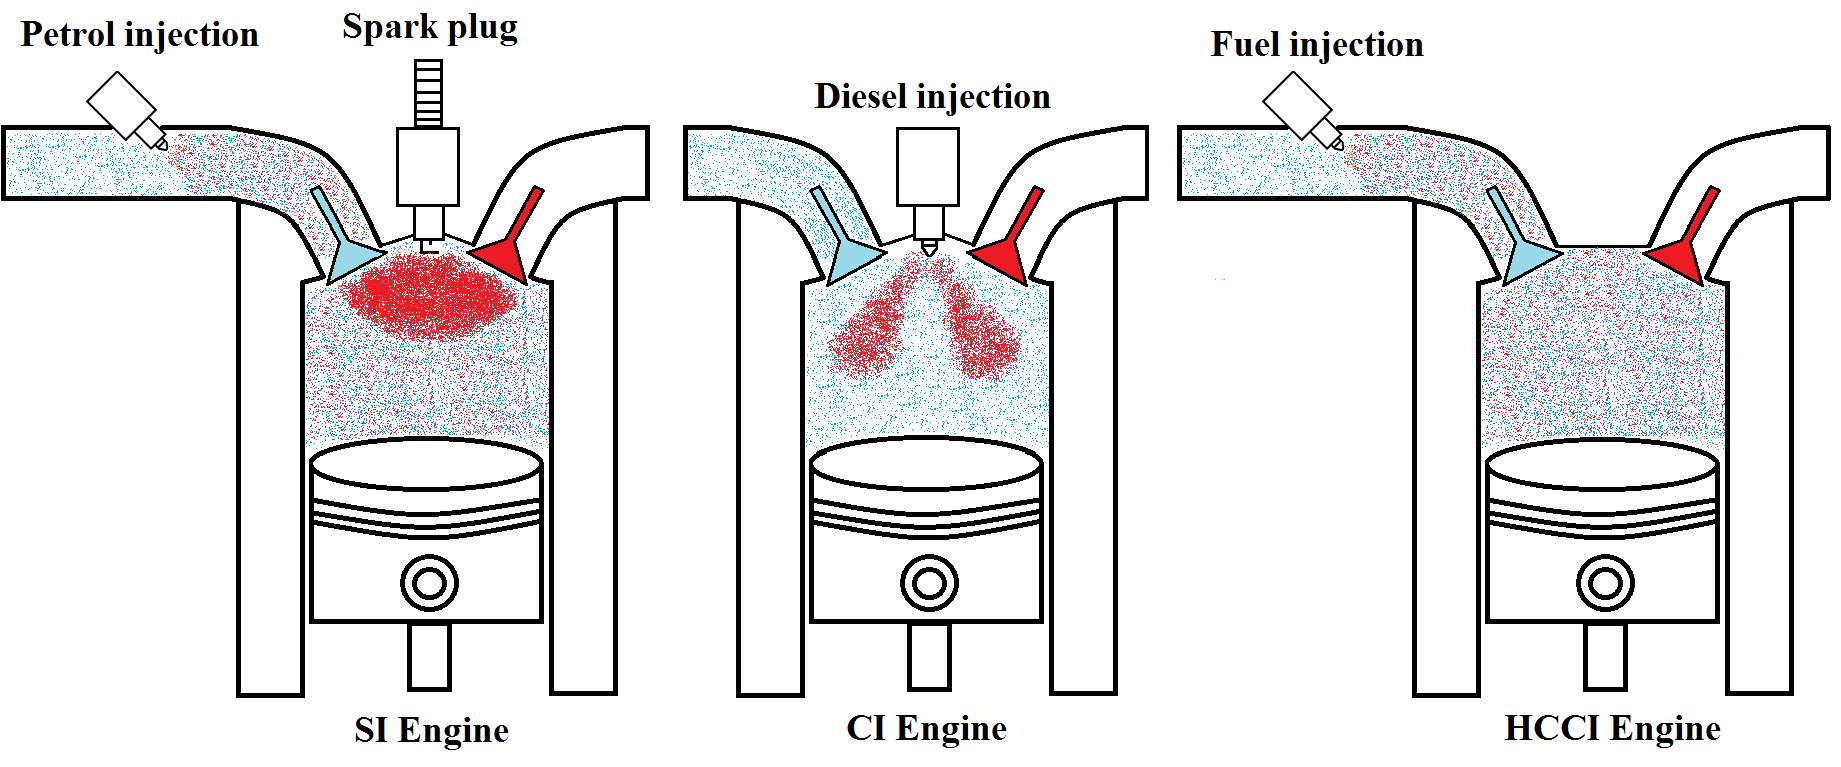 Petrol injection
Spark plug
Diesel injection
Fuel injection
SI Engine
CI Engine
HCCI Engine